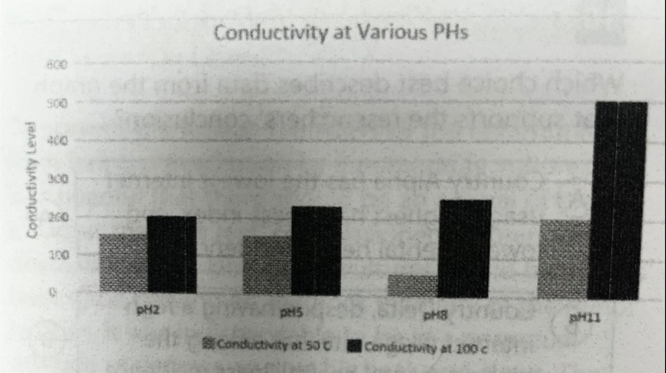 Conductivity at Various PHs
600
500
400
300
200
100
0
Conductivity Level
pH2 pH5 pH8 pH11
Conductivity at 50 C Conductivity at 100 c